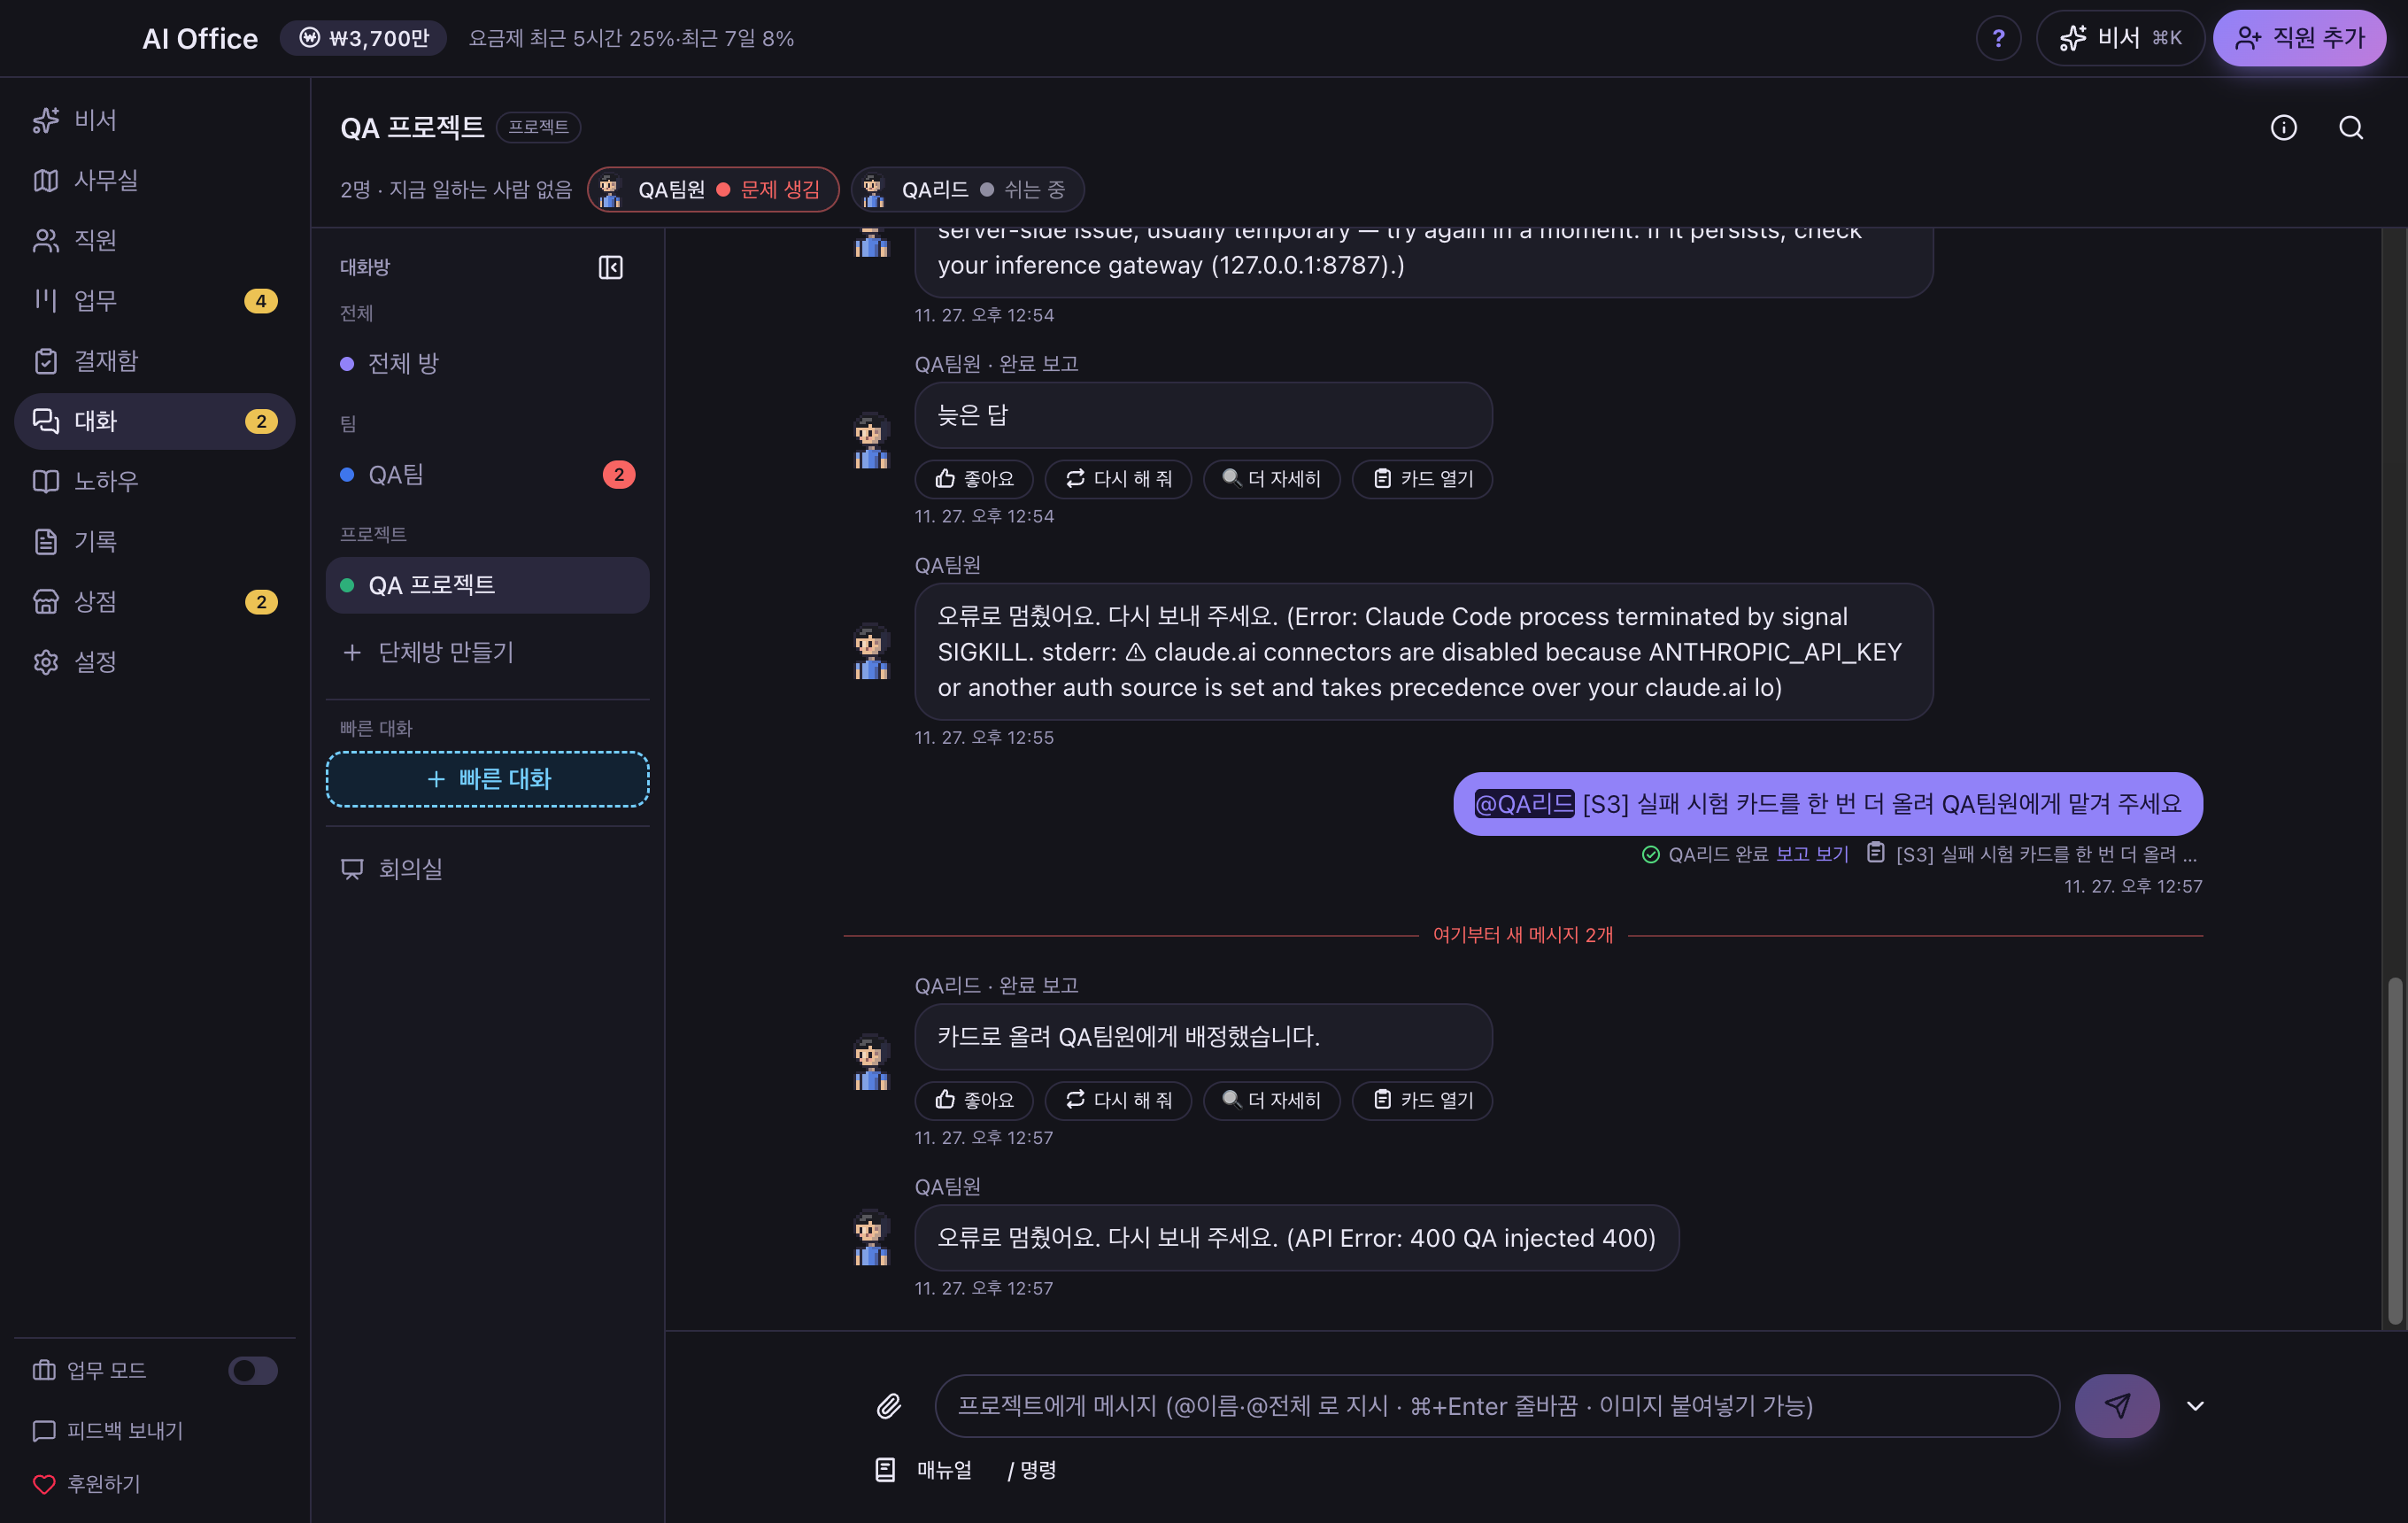 AI Office
₩3,700만
요금제 최근 5시간 25%·최근 7일 8%
?
비서 ⌘K
직원 추가
비서
사무실
직원
업무 4
결재함
대화 2
노하우
기록
상점 2
설정
업무 모드
피드백 보내기
후원하기
QA 프로젝트 프로젝트
2명 · 지금 일하는 사람 없음 QA팀원 문제 생김 QA리드 쉬는 중
대화방
전체
전체 방
팀
QA팀 2
프로젝트
QA 프로젝트
+ 단체방 만들기
빠른 대화
+ 빠른 대화
회의실
server-side issue, usually temporary — try again in a moment. If it persists, check
your inference gateway (127.0.0.1:8787).)
11. 27. 오후 12:54
QA팀원 · 완료 보고
늦은 답
좋아요 다시 해 줘 더 자세히 카드 열기
11. 27. 오후 12:54
QA팀원
오류로 멈췄어요. 다시 보내 주세요. (Error: Claude Code process terminated by signal
SIGKILL. stderr: ⚠ claude.ai connectors are disabled because ANTHROPIC_API_KEY
or another auth source is set and takes precedence over your claude.ai lo)
11. 27. 오후 12:55
@QA리드 [S3] 실패 시험 카드를 한 번 더 올려 QA팀원에게 맡겨 주세요
QA리드 완료 보고 보기 [S3] 실패 시험 카드를 한 번 더 올려 ...
11. 27. 오후 12:57
여기부터 새 메시지 2개
QA리드 · 완료 보고
카드로 올려 QA팀원에게 배정했습니다.
좋아요 다시 해 줘 더 자세히 카드 열기
11. 27. 오후 12:57
QA팀원
오류로 멈췄어요. 다시 보내 주세요. (API Error: 400 QA injected 400)
11. 27. 오후 12:57
프로젝트에게 메시지 (@이름·@전체 로 지시 · ⌘+Enter 줄바꿈 · 이미지 붙여넣기 가능)
매뉴얼 / 명령